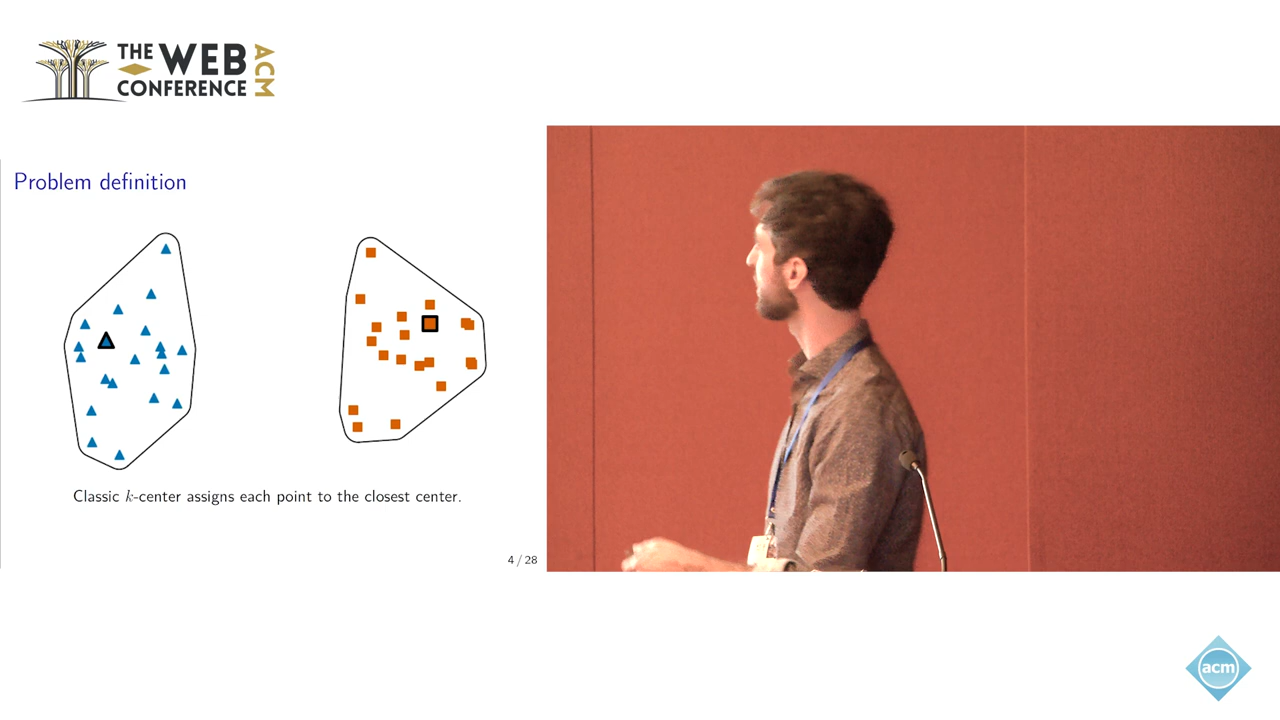 THE WEB
CONFERENCE
ACM
Problem definition
Classic k-center assigns each point to the closest center.
4 / 28
acm